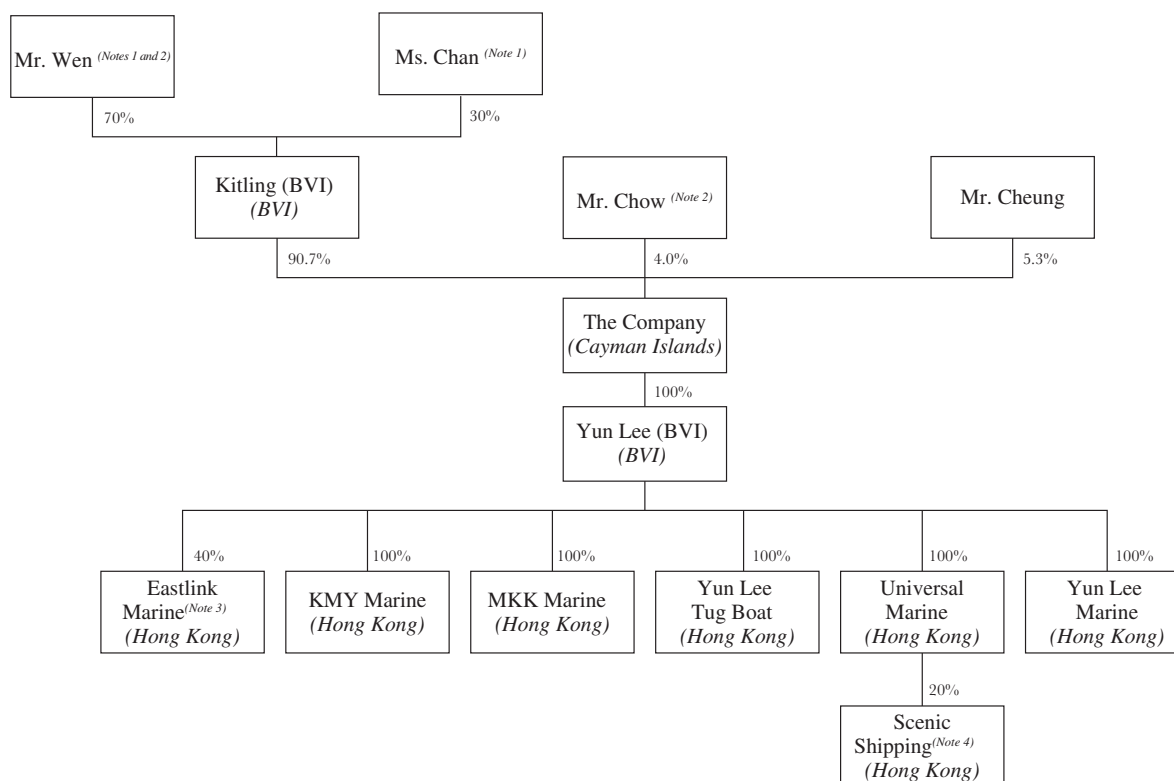 Mr. Wen (Notes 1 and 2)
Ms. Chan (Note 1)
70%
30%
Kitling (BVI)
(BVI)
Mr. Chow (Note 2)
Mr. Cheung
90.7%
4.0%
5.3%
The Company
(Cayman Islands)
100%
Yun Lee (BVI)
(BVI)
40%
100%
100%
100%
100%
100%
Eastlink
Marine(Note 3)
(Hong Kong)
KMY Marine
(Hong Kong)
MKK Marine
(Hong Kong)
Yun Lee
Tug Boat
(Hong Kong)
Universal
Marine
(Hong Kong)
Yun Lee
Marine
(Hong Kong)
20%
Scenic
Shipping(Note 4)
(Hong Kong)